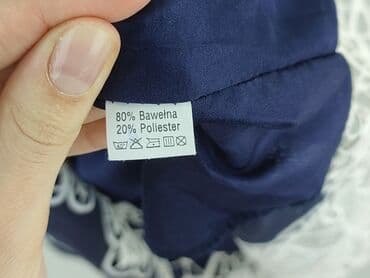 80% Bawełna
20% Poliester